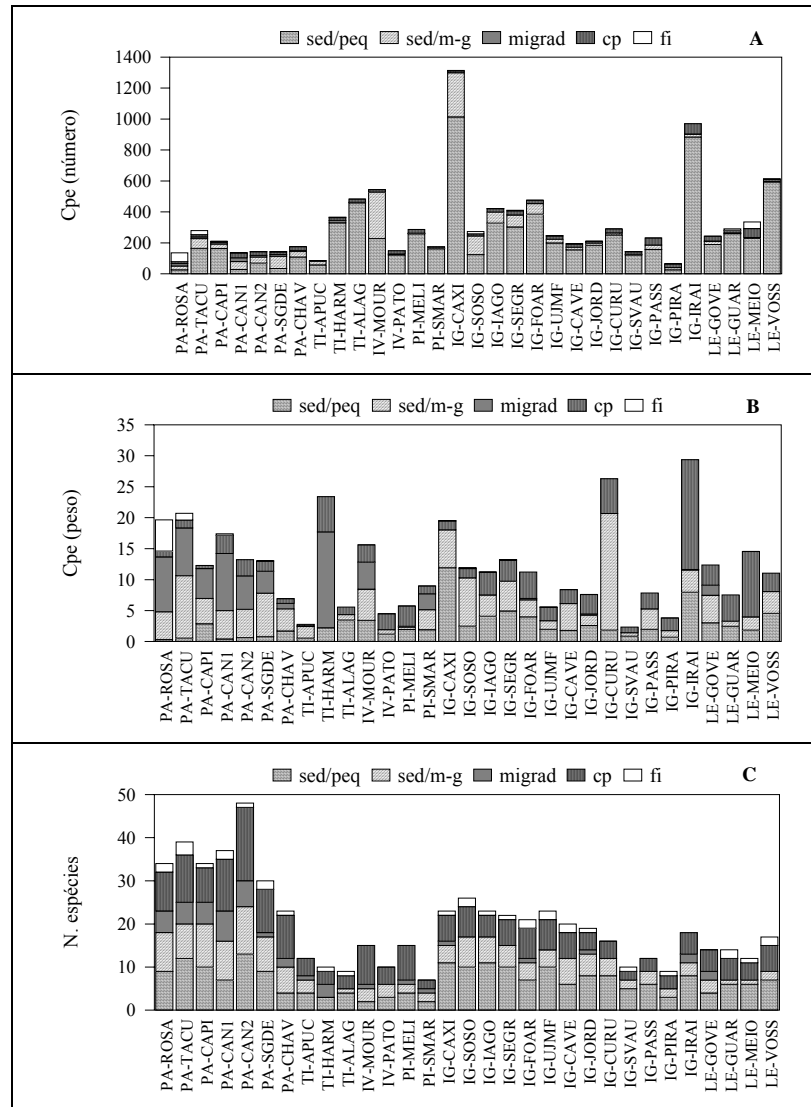 sed/peq sed/m-g migrad cp fi A
1400
1200
1000
800
600
400
200
0
Cpe (número)
PA-ROSA
PA-TACU
PA-CAPI
PA-CAN1
PA-CAN2
PA-SGDE
PA-CHAV
TI-APUC
TI-HARM
TI-ALAG
IV-MOUR
IV-PATO
PI-MELI
PI-SMAR
IG-CAXI
IG-SOSO
IG-IAGO
IG-SEGR
IG-FOAR
IG-UJMF
IG-CAVE
IG-JORD
IG-CURU
IG-SVAU
IG-PASS
IG-PIRA
IG-IRAI
LE-GOVE
LE-GUAR
LE-MEIO
LE-VOSS
sed/peq sed/m-g migrad cp fi B
35
30
25
20
15
10
5
0
Cpe (peso)
PA-ROSA
PA-TACU
PA-CAPI
PA-CAN1
PA-CAN2
PA-SGDE
PA-CHAV
TI-APUC
TI-HARM
TI-ALAG
IV-MOUR
IV-PATO
PI-MELI
PI-SMAR
IG-CAXI
IG-SOSO
IG-IAGO
IG-SEGR
IG-FOAR
IG-UJMF
IG-CAVE
IG-JORD
IG-CURU
IG-SVAU
IG-PASS
IG-PIRA
IG-IRAI
LE-GOVE
LE-GUAR
LE-MEIO
LE-VOSS
sed/peq sed/m-g migrad cp fi C
50
40
30
20
10
0
N. espécies
PA-ROSA
PA-TACU
PA-CAPI
PA-CAN1
PA-CAN2
PA-SGDE
PA-CHAV
TI-APUC
TI-HARM
TI-ALAG
IV-MOUR
IV-PATO
PI-MELI
PI-SMAR
IG-CAXI
IG-SOSO
IG-IAGO
IG-SEGR
IG-FOAR
IG-UJMF
IG-CAVE
IG-JORD
IG-CURU
IG-SVAU
IG-PASS
IG-PIRA
IG-IRAI
LE-GOVE
LE-GUAR
LE-MEIO
LE-VOSS